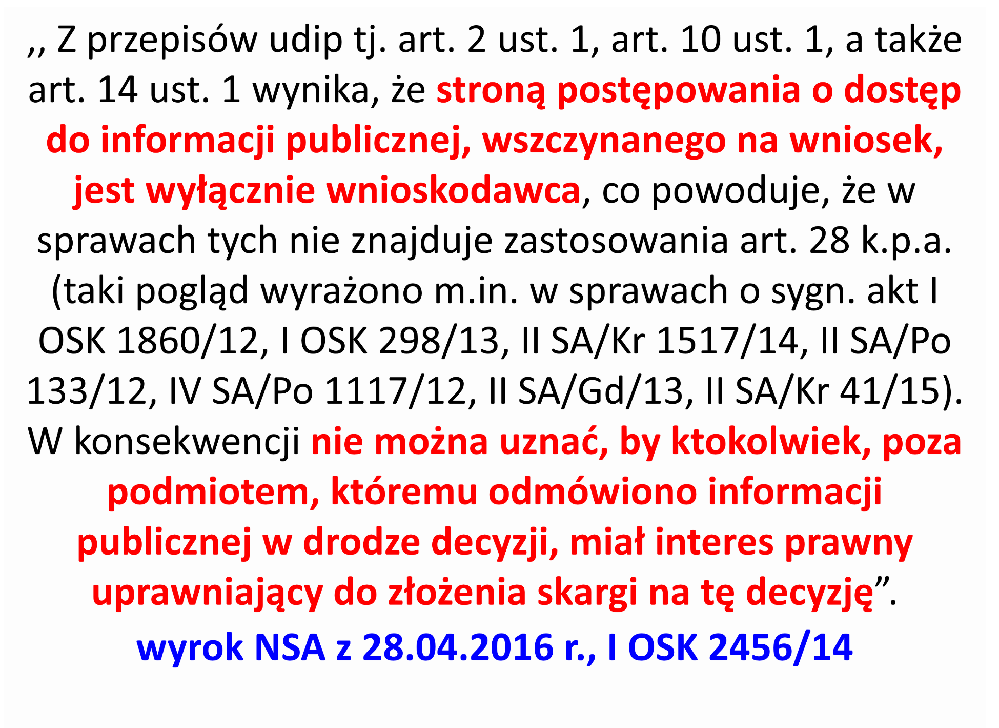 ,, Z przepisów udip tj. art. 2 ust. 1, art. 10 ust. 1, a także
art. 14 ust. 1 wynika, że stroną postępowania o dostęp
do informacji publicznej, wszczynanego na wniosek,
jest wyłącznie wnioskodawca, co powoduje, że w
sprawach tych nie znajduje zastosowania art. 28 k.p.a.
(taki pogląd wyrażono m.in. w sprawach o sygn. akt I
OSK 1860/12, I OSK 298/13, II SA/Kr 1517/14, II SA/Po
133/12, IV SA/Po 1117/12, II SA/Gd/13, II SA/Kr 41/15).
W konsekwencji nie można uznać, by ktokolwiek, poza
podmiotem, któremu odmówiono informacji
publicznej w drodze decyzji, miał interes prawny
uprawniający do złożenia skargi na tę decyzję”.
wyrok NSA z 28.04.2016 r., I OSK 2456/14